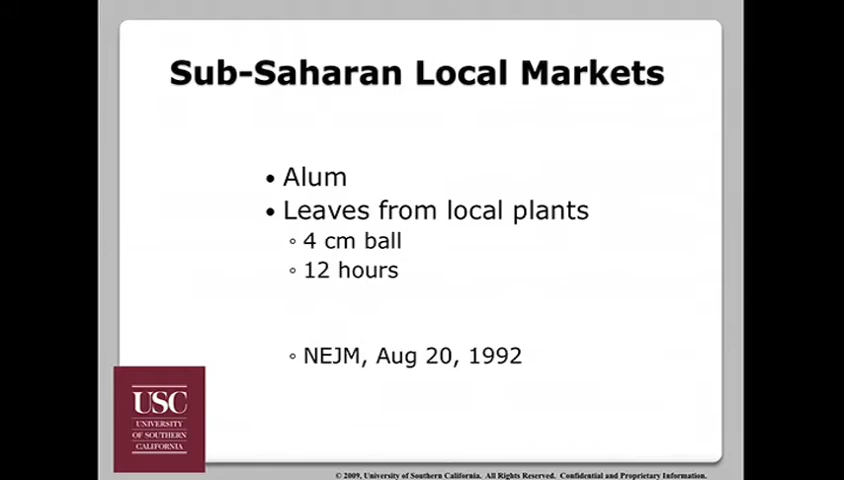 Sub-Saharan Local Markets
• Alum
• Leaves from local plants
◦ 4 cm ball
◦ 12 hours
◦ NEJM, Aug 20, 1992
USC
UNIVERSITY
OF SOUTHERN
CALIFORNIA
© 2009, University of Southern California. All Rights Reserved. Confidential and Proprietary Information.